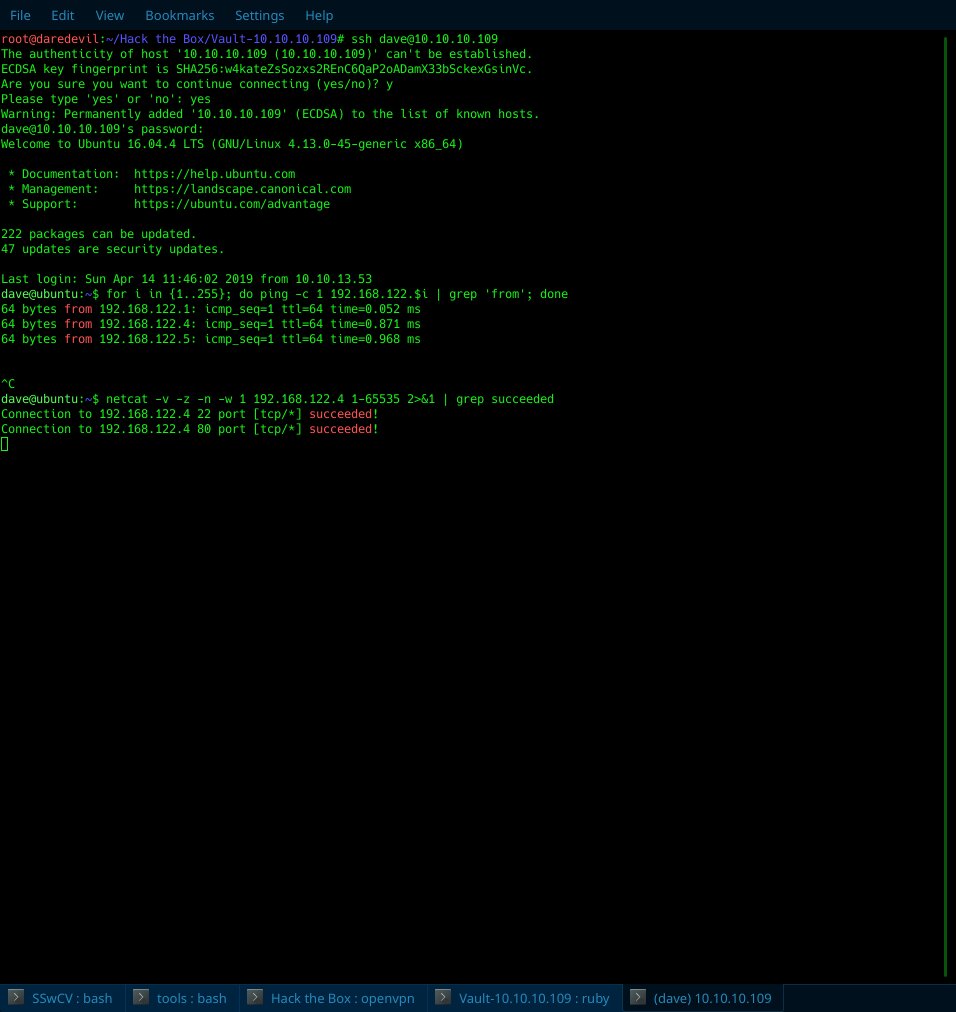 File Edit View Bookmarks Settings Help
root@daredevil:~/Hack the Box/Vault-10.10.10.109# ssh dave@10.10.10.109
The authenticity of host '10.10.10.109 (10.10.10.109)' can't be established.
ECDSA key fingerprint is SHA256:w4kateZsSozxs2REnC6QaP2oADamX33bSckexGsinVc.
Are you sure you want to continue connecting (yes/no)? y
Please type 'yes' or 'no': yes
Warning: Permanently added '10.10.10.109' (ECDSA) to the list of known hosts.
dave@10.10.10.109's password:
Welcome to Ubuntu 16.04.4 LTS (GNU/Linux 4.13.0-45-generic x86_64)
* Documentation:  https://help.ubuntu.com
* Management:     https://landscape.canonical.com
* Support:        https://ubuntu.com/advantage
222 packages can be updated.
47 updates are security updates.
Last login: Sun Apr 14 11:46:02 2019 from 10.10.13.53
dave@ubuntu:~$ for i in {1..255}; do ping -c 1 192.168.122.$i | grep 'from'; done
64 bytes from 192.168.122.1: icmp_seq=1 ttl=64 time=0.052 ms
64 bytes from 192.168.122.4: icmp_seq=1 ttl=64 time=0.871 ms
64 bytes from 192.168.122.5: icmp_seq=1 ttl=64 time=0.968 ms
^C
dave@ubuntu:~$ netcat -v -z -n -w 1 192.168.122.4 1-65535 2>&1 | grep succeeded
Connection to 192.168.122.4 22 port [tcp/*] succeeded!
Connection to 192.168.122.4 80 port [tcp/*] succeeded!
SSwCV : bash
tools : bash
Hack the Box : openvpn
Vault-10.10.10.109 : ruby
(dave) 10.10.10.109